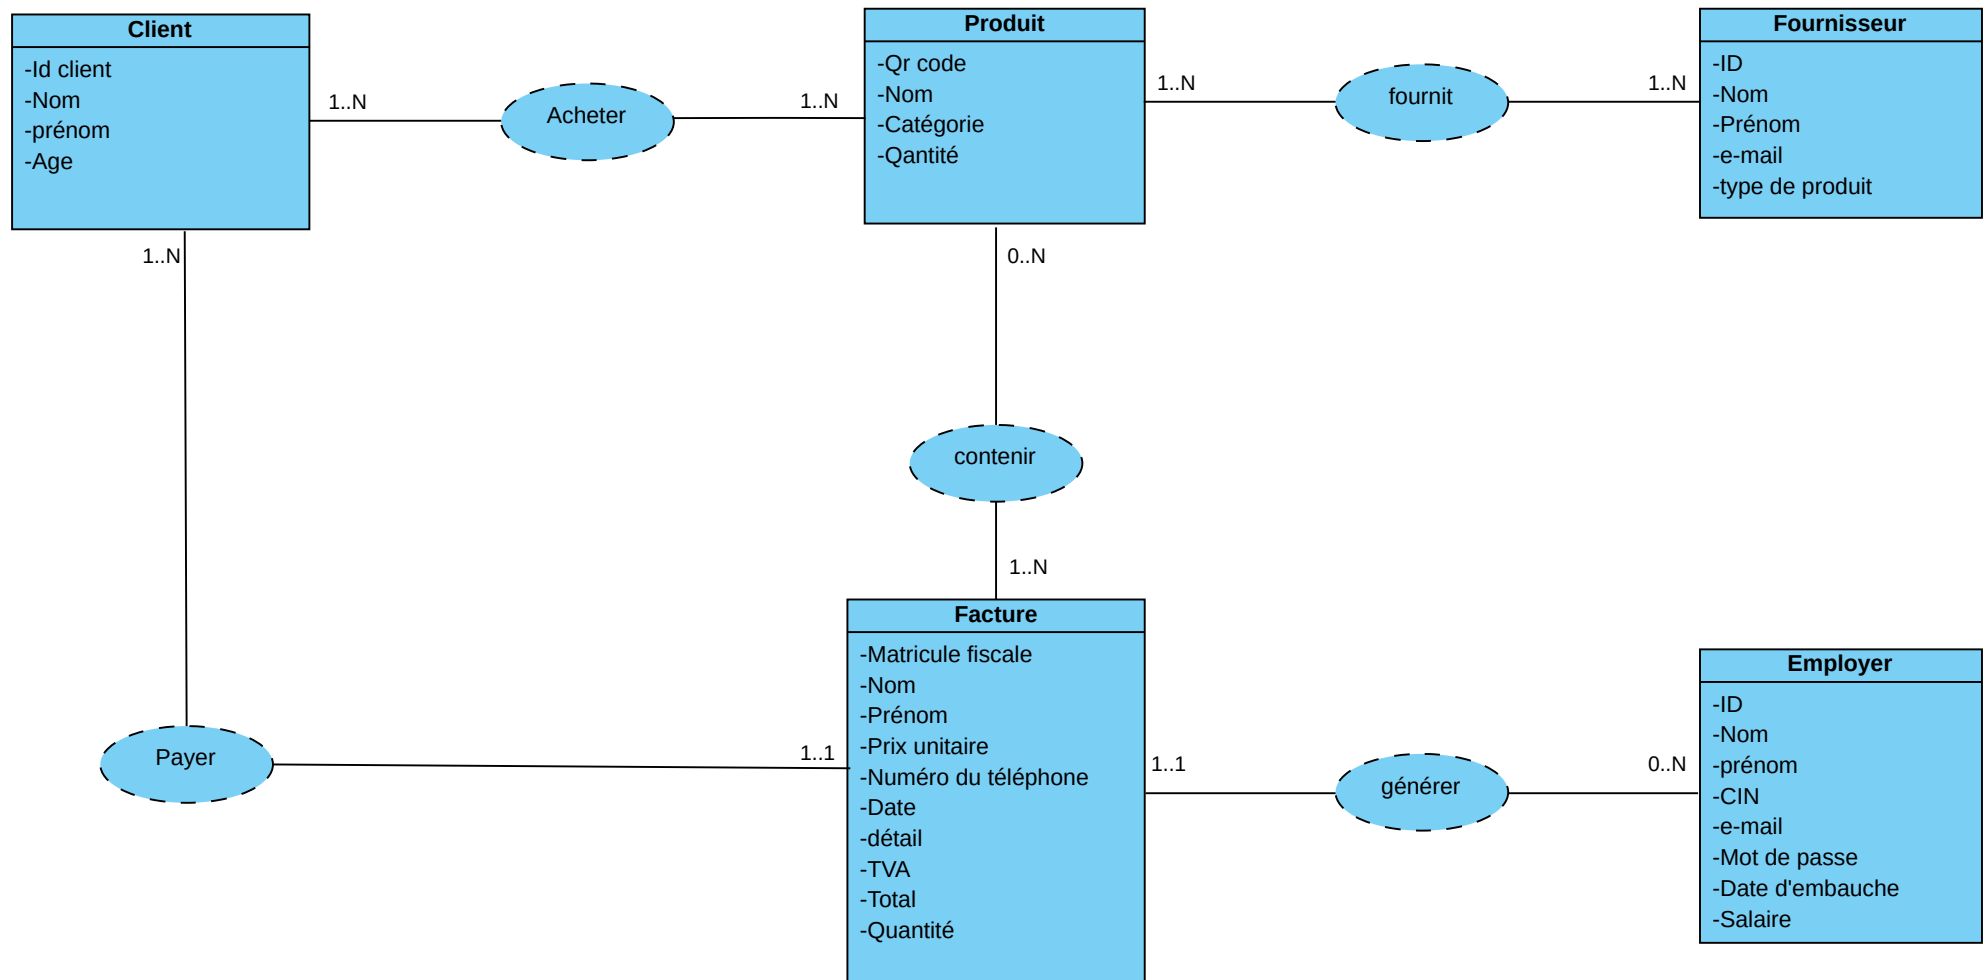 Client
-Id client
-Nom
-prénom
-Age
1..N
Acheter
1..N
Produit
-Qr code
-Nom
-Catégorie
-Qantité
1..N
fournit
1..N
Fournisseur
-ID
-Nom
-Prénom
-e-mail
-type de produit
1..N
0..N
contenir
1..N
Payer
1..1
Facture
-Matricule fiscale
-Nom
-Prénom
-Prix unitaire
-Numéro du téléphone
-Date
-détail
-TVA
-Total
-Quantité
1..1
générer
0..N
Employer
-ID
-Nom
-prénom
-CIN
-e-mail
-Mot de passe
-Date d'embauche
-Salaire